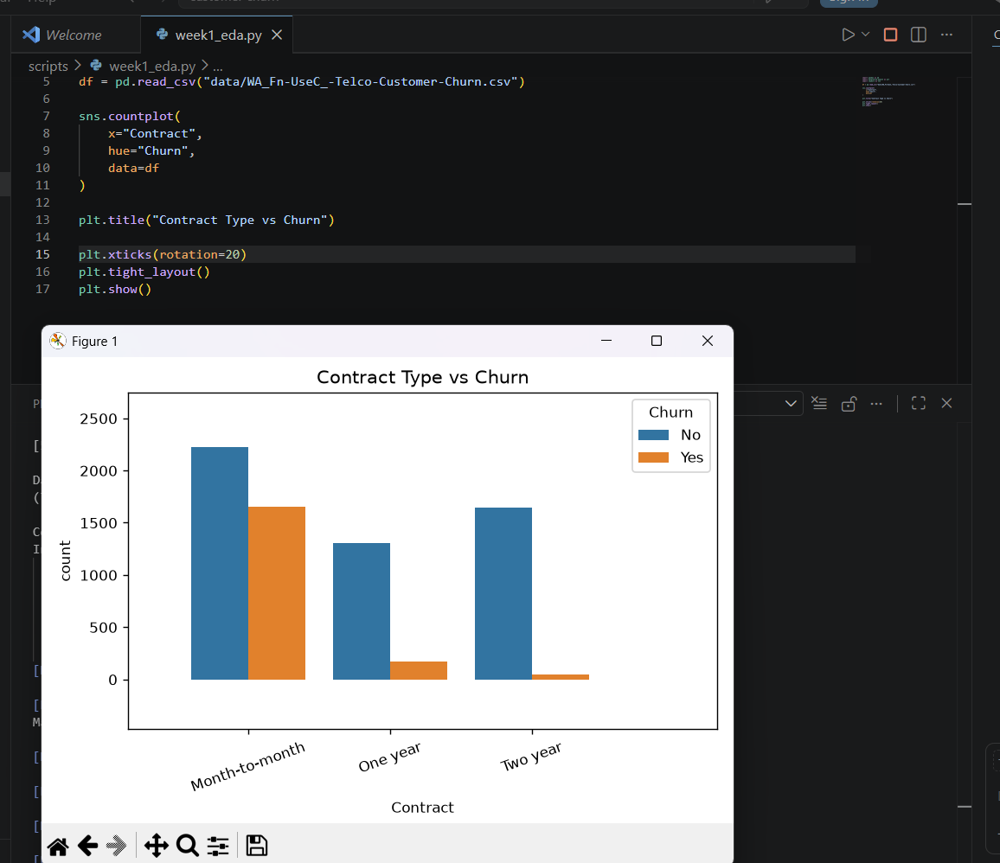 Welcome
week1_eda.py
scripts > week1_eda.py > ...
5 df = pd.read_csv("data/WA_Fn-UseC_-Telco-Customer-Churn.csv")
6
7 sns.countplot(
8 x="Contract",
9 hue="Churn",
10 data=df
11 )
12
13 plt.title("Contract Type vs Churn")
14
15 plt.xticks(rotation=20)
16 plt.tight_layout()
17 plt.show()
Figure 1
Contract Type vs Churn
Churn
No
Yes
2500
2000
1500
1000
500
0
count
Month-to-month
One year
Two year
Contract